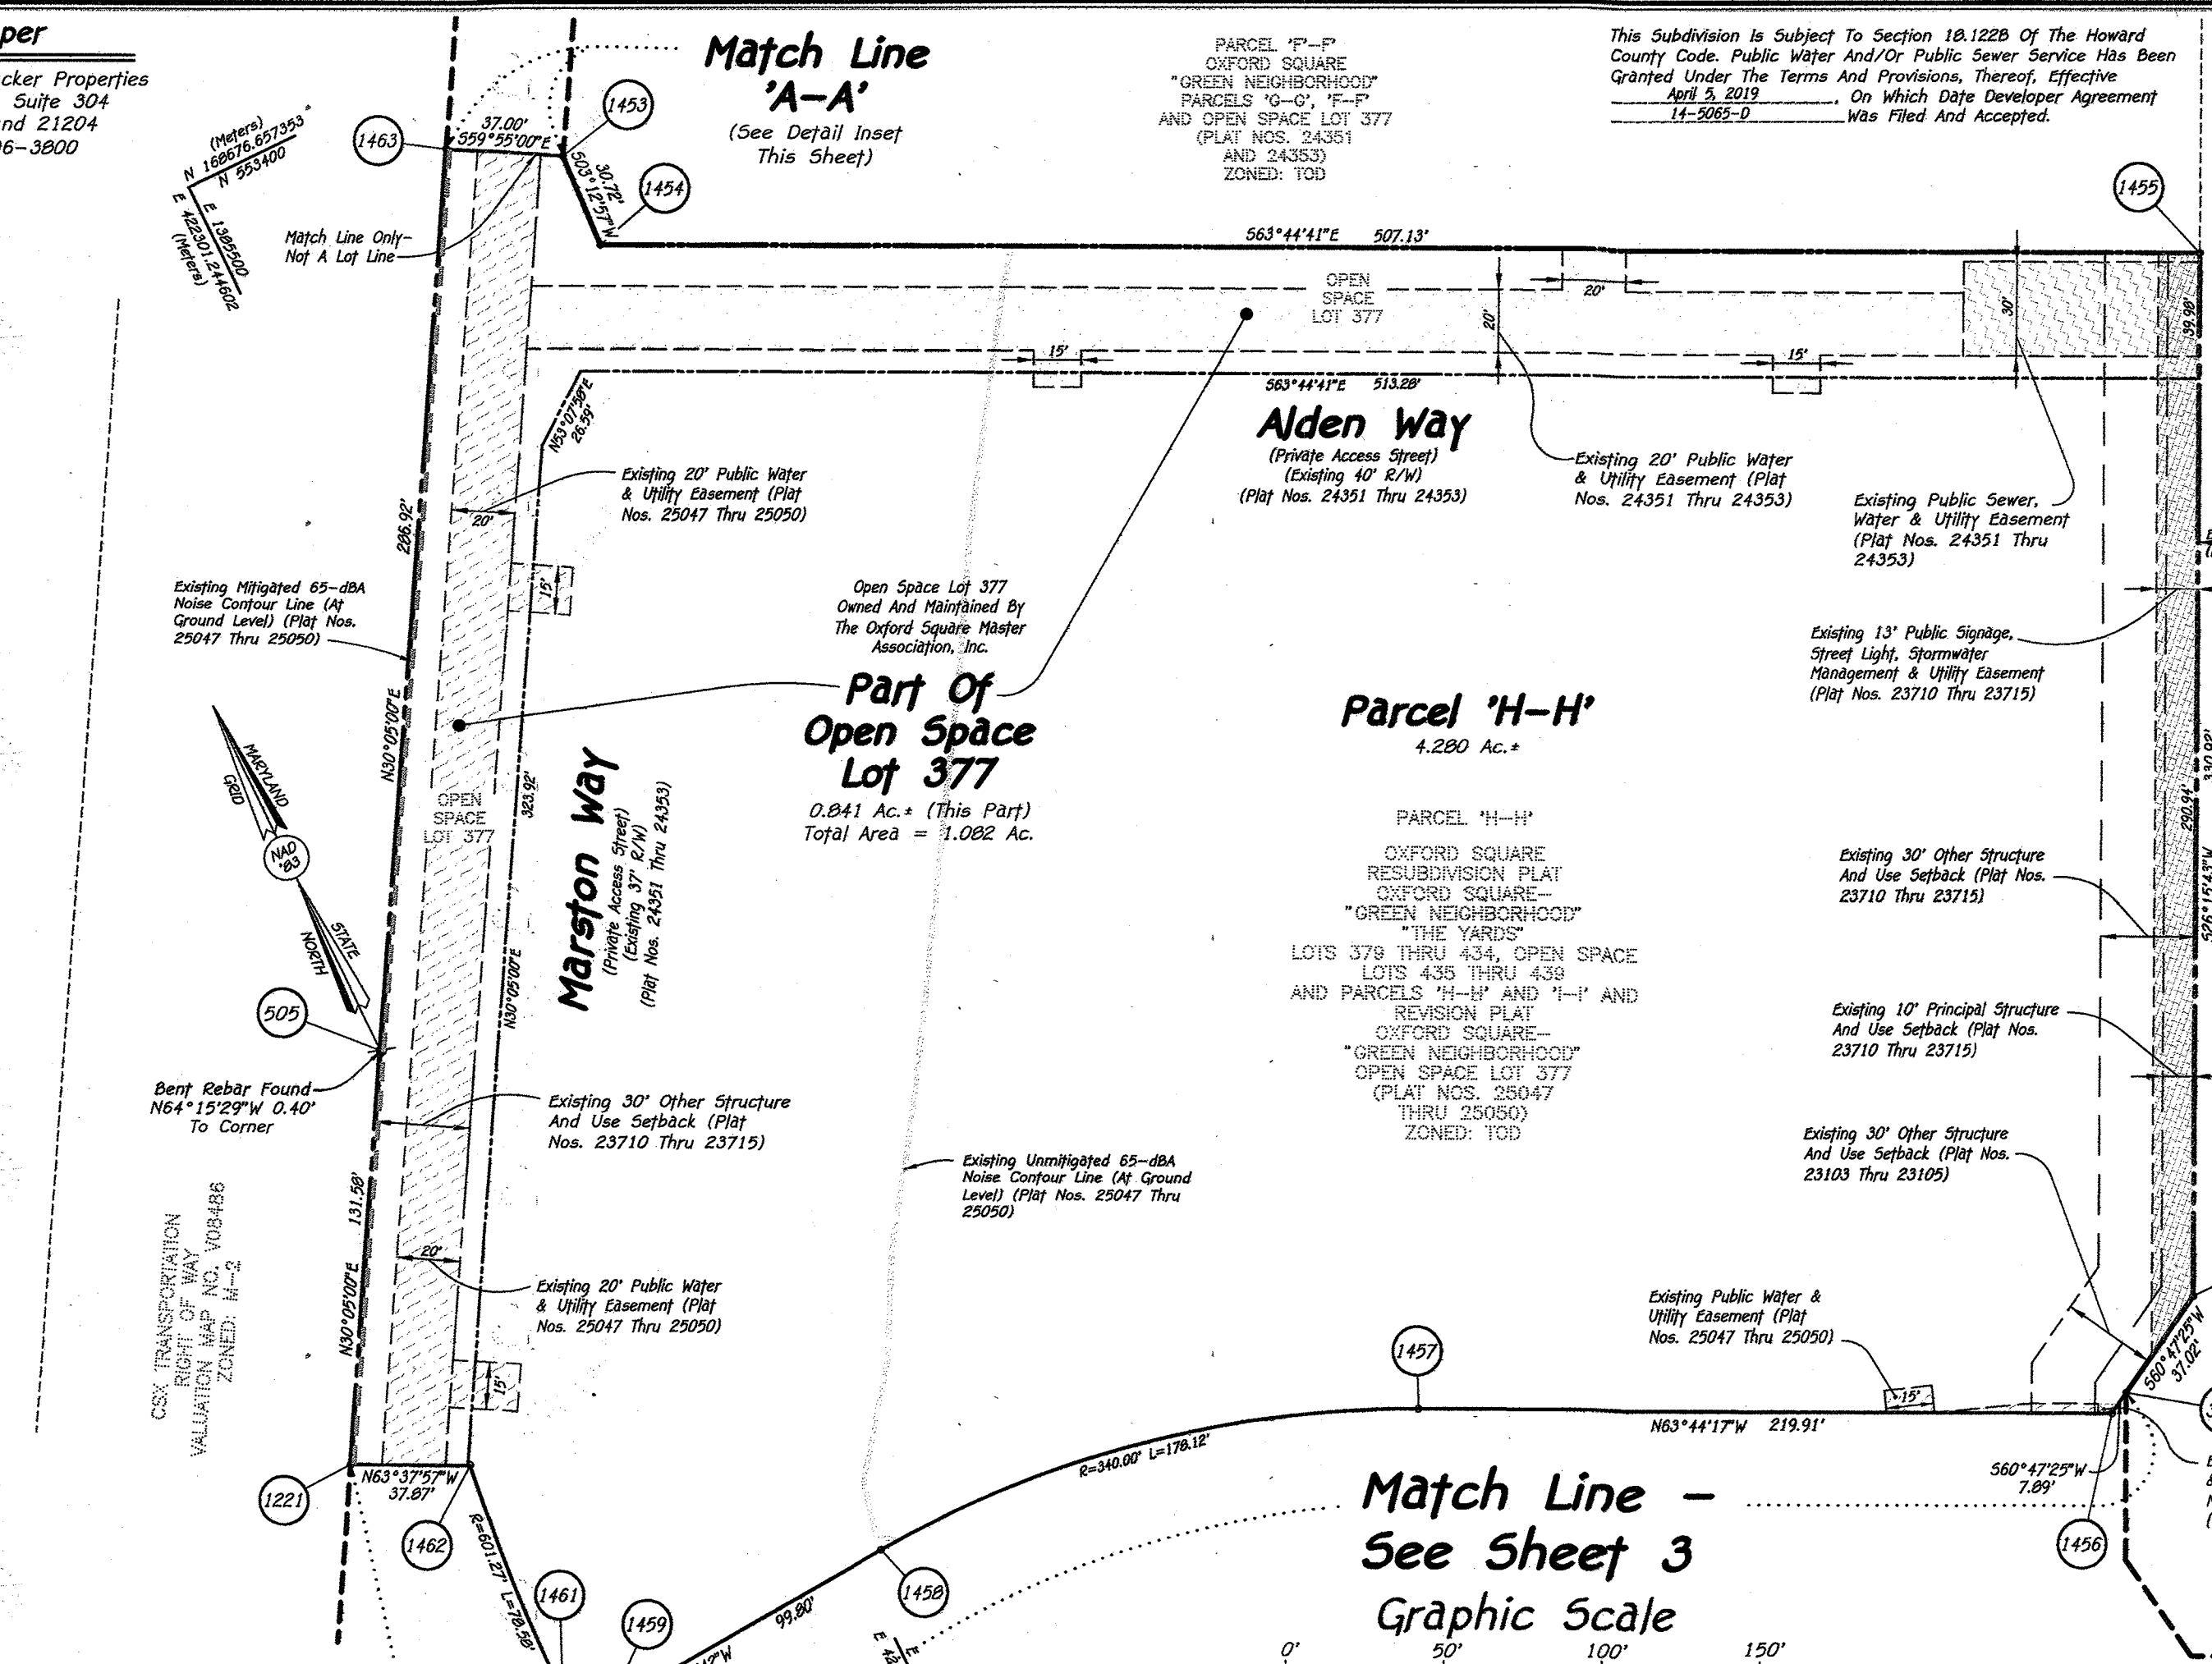 per
cker Properties
Suite 304
nd 21204
6-3800
(Meters)
N 168676.657353
N 553400
E 1385500
E 422301.244602
(Meters)
Match Line
'A-A'
(See Detail Inset
This Sheet)
PARCEL 'F'-F'
OXFORD SQUARE
"GREEN NEIGHBORHOOD"
PARCELS 'G-G', 'F-F'
AND OPEN SPACE LOT 377
(PLAT NOS. 24351
AND 24353)
ZONED: TOD
This Subdivision Is Subject To Section 18.122B Of The Howard
County Code. Public Water And/Or Public Sewer Service Has Been
Granted Under The Terms And Provisions, Thereof, Effective
April 5, 2019, On Which Date Developer Agreement
14-5065-D Was Filed And Accepted.
1463
37.00'
S59°55'00"E
1453
30.72'
S03°12'57"W
1454
1455
Match Line Only-
Not A Lot Line
S63°44'41"E 507.13'
OPEN
SPACE
LOT 377
20'
20'
30'
39.98'
15'
15'
S63°44'41"E 513.28'
N53°07'58"E
26.59'
Alden Way
(Private Access Street)
(Existing 40' R/W)
(Plat Nos. 24351 Thru 24353)
Existing 20' Public Water
& Utility Easement (Plat
Nos. 25047 Thru 25050)
20'
Existing 20' Public Water
& Utility Easement (Plat
Nos. 24351 Thru 24353)
Existing Public Sewer,
Water & Utility Easement
(Plat Nos. 24351 Thru
24353)
286.92'
15'
Existing Mitigated 65-dBA
Noise Contour Line (At
Ground Level) (Plat Nos.
25047 Thru 25050)
Open Space Lot 377
Owned And Maintained By
The Oxford Square Master
Association, Inc.
Existing 13' Public Signage,
Street Light, Stormwater
Management & Utility Easement
(Plat Nos. 23710 Thru 23715)
N30°05'00"E
Part Of
Open Space
Lot 377
0.841 Ac.± (This Part)
Total Area = 1.082 Ac.
Parcel 'H-H'
4.280 Ac.±
MARYLAND
GRID
NAD
'83
STATE
NORTH
OPEN
SPACE
LOT 377
323.92'
Marston Way
(Private Access Street)
(Existing 37' R/W)
(Plat Nos. 24351 Thru 24353)
330.92'
290.94'
S26°15'43"W
PARCEL 'H-H'
OXFORD SQUARE
RESUBDIVISION PLAT
OXFORD SQUARE-
"GREEN NEIGHBORHOOD"
"THE YARDS"
LOTS 379 THRU 434, OPEN SPACE
LOTS 435 THRU 439
AND PARCELS 'H-H' AND 'I-I' AND
REVISION PLAT
OXFORD SQUARE-
"GREEN NEIGHBORHOOD"
OPEN SPACE LOT 377
(PLAT NOS. 25047
THRU 25050)
ZONED: TOD
Existing 30' Other Structure
And Use Setback (Plat Nos.
23710 Thru 23715)
N30°05'00"E
505
Existing 10' Principal Structure
And Use Setback (Plat Nos.
23710 Thru 23715)
Bent Rebar Found
N64°15'29"W 0.40'
To Corner
Existing 30' Other Structure
And Use Setback (Plat
Nos. 23710 Thru 23715)
Existing 30' Other Structure
And Use Setback (Plat Nos.
23103 Thru 23105)
Existing Unmitigated 65-dBA
Noise Contour Line (At Ground
Level) (Plat Nos. 25047 Thru
25050)
131.58'
N30°05'00"E
CSX TRANSPORTATION
RIGHT OF WAY
VALUATION MAP NO. V08486
ZONED: M-2
20'
Existing 20' Public Water
& Utility Easement (Plat
Nos. 25047 Thru 25050)
15'
Existing Public Water &
Utility Easement (Plat
Nos. 25047 Thru 25050)
15'
1457
S60°47'25"W
37.02'
N63°44'17"W 219.91'
R=340.00' L=178.12'
S60°47'25"W
7.89'
1456
N63°37'57"W
37.87'
1221
1462
R=601.27' L=78.58'
1461
1459
99.80'
1458
Match Line -
See Sheet 3
Graphic Scale
0' 50' 100' 150'